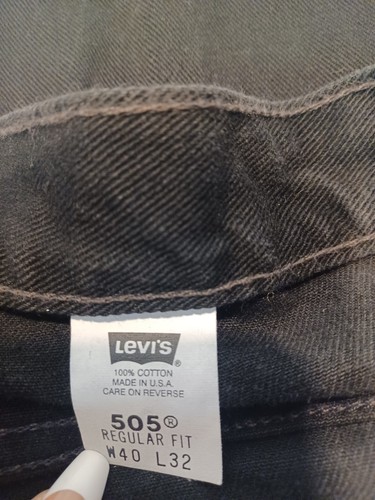 LEVI'S®
100% COTTON
MADE IN U.S.A.
CARE ON REVERSE
505®
REGULAR FIT
W40 L32